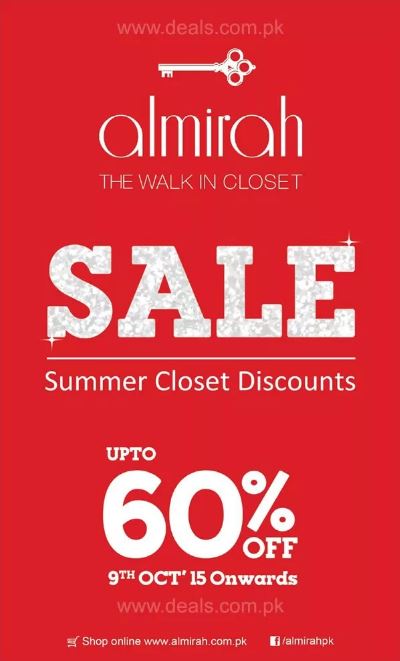 www.deals.com.pk
almirah
THE WALK IN CLOSET
SALE
Summer Closet Discounts
UPTO
60% OFF
9TH OCT' 15 Onwards
www.deals.com.pk
Shop online www.almirah.com.pk f/almirahpk